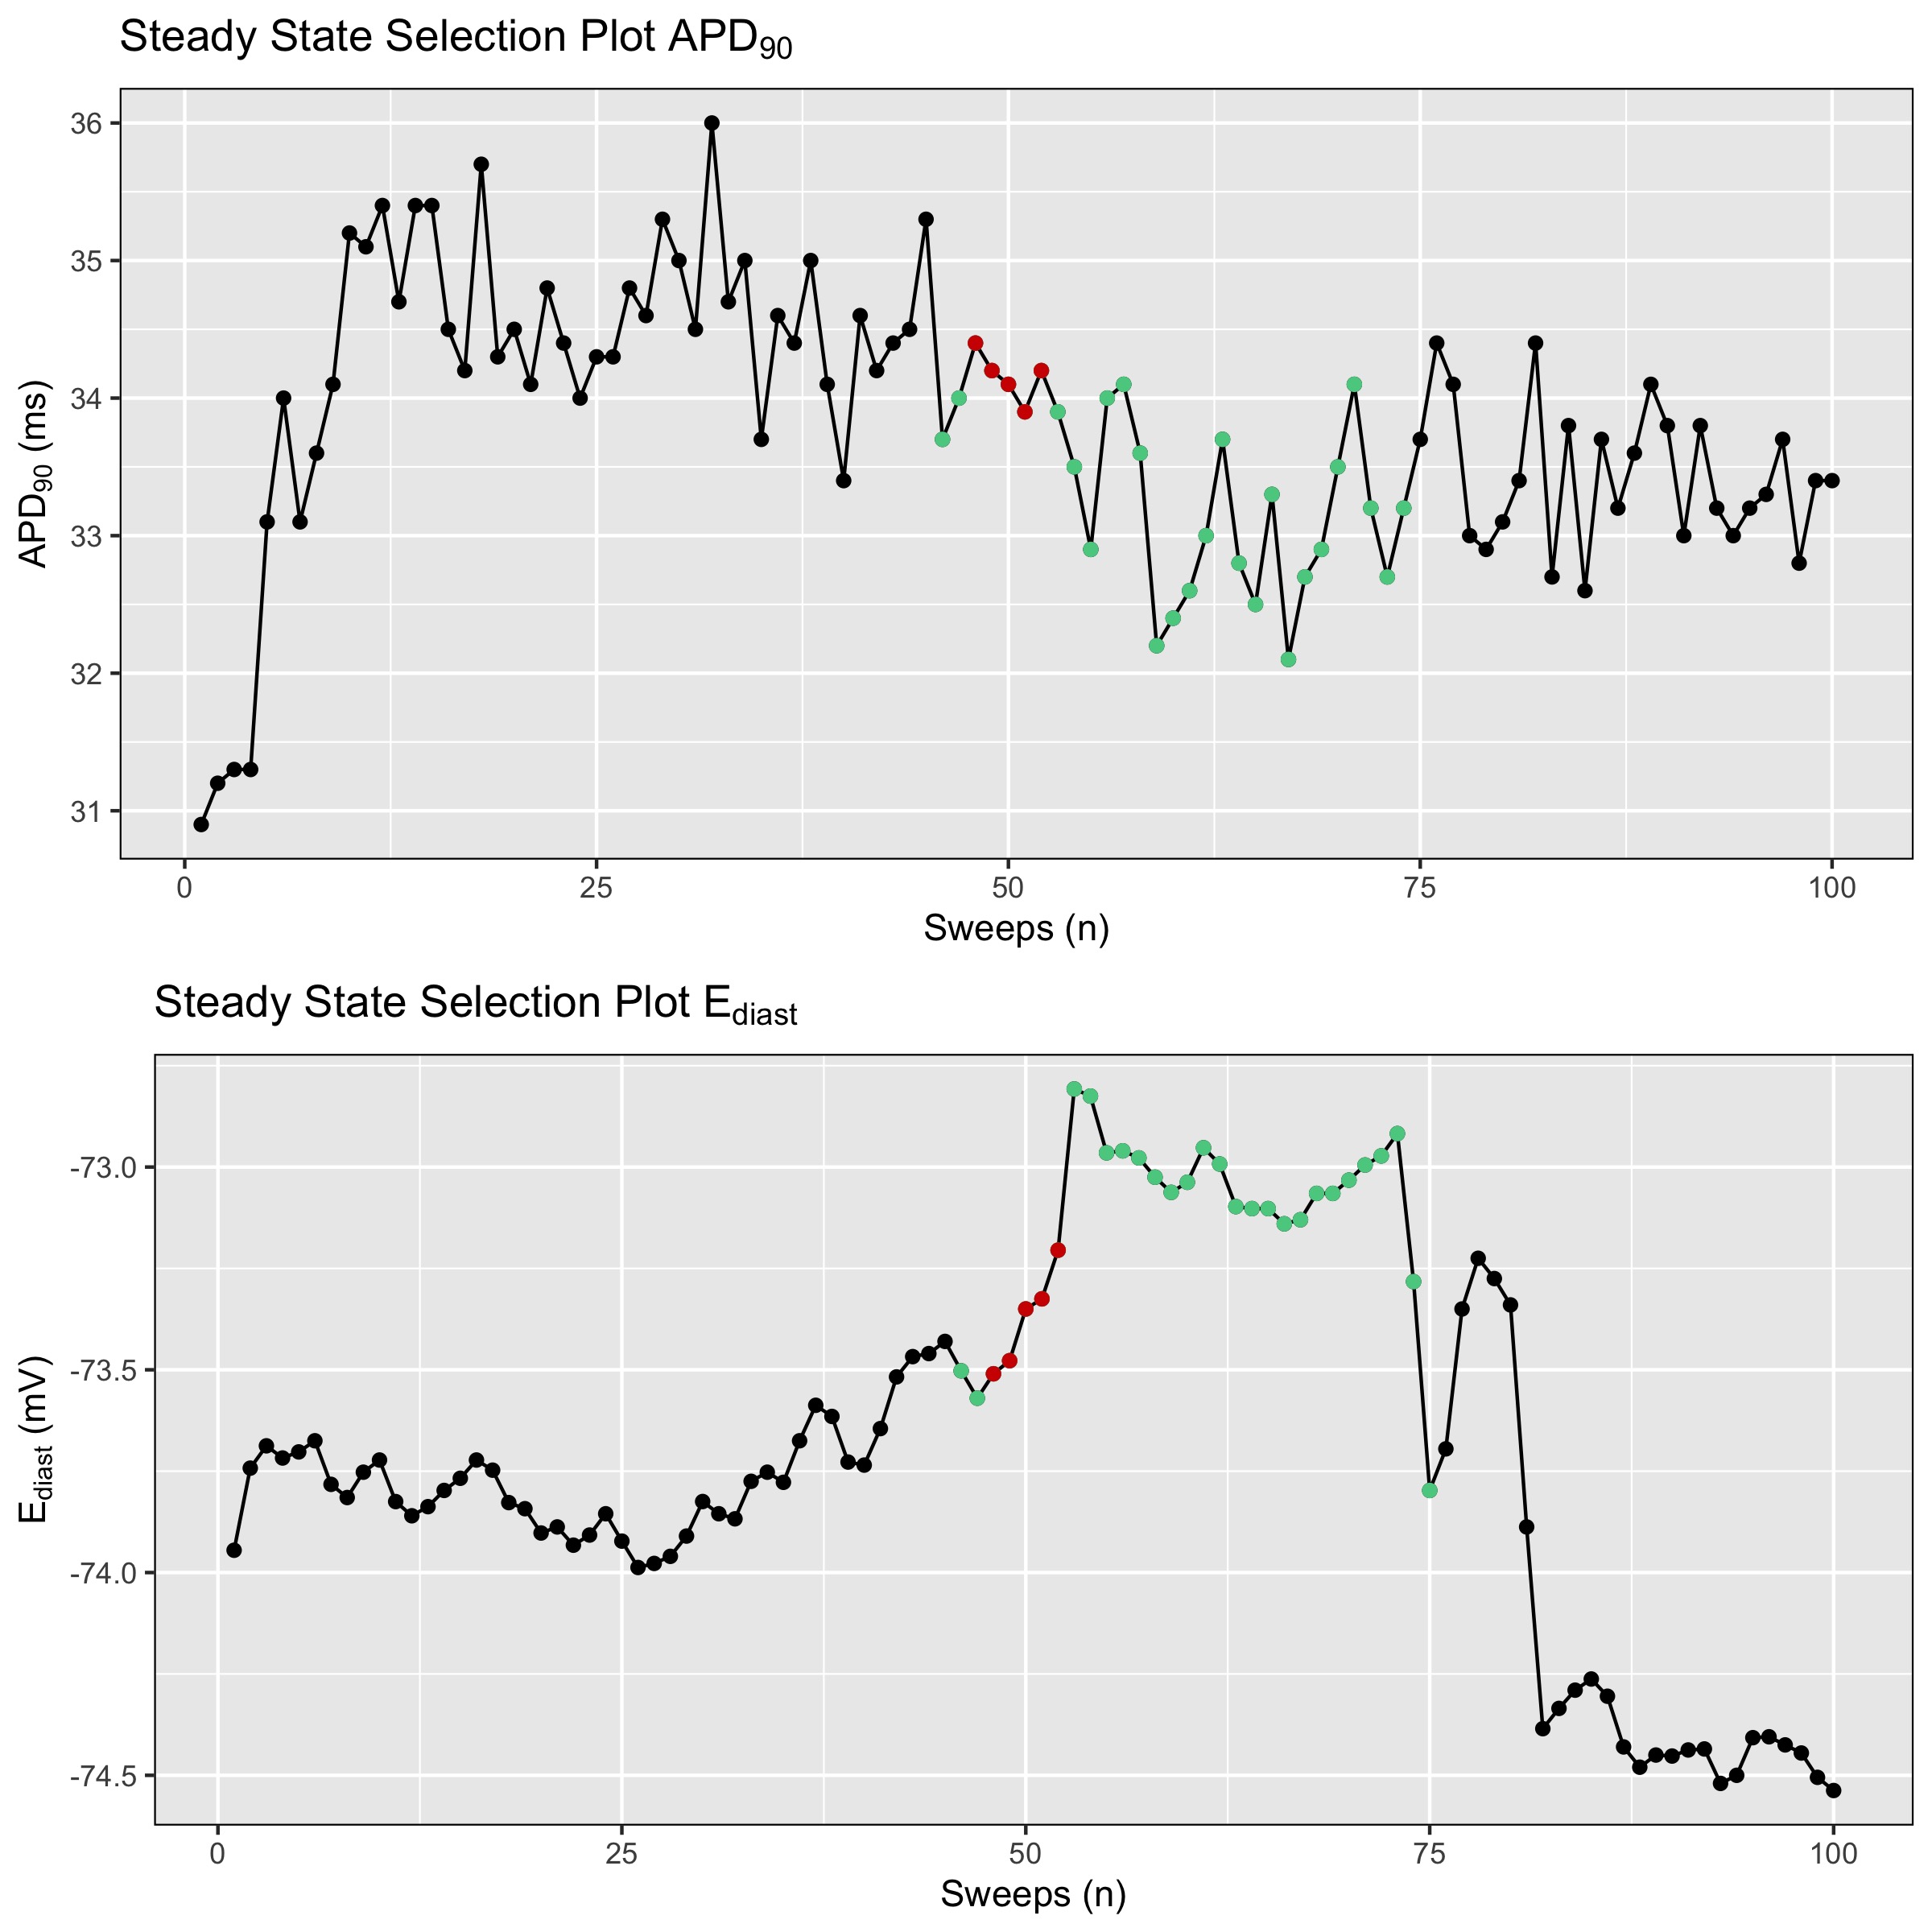 Steady State Selection Plot APD90
36
35
34
33
32
31
APD90 (ms)
0 25 50 75 100
Sweeps (n)
Steady State Selection Plot Ediast
-73.0
-73.5
-74.0
-74.5
Ediast (mV)
0 25 50 75 100
Sweeps (n)